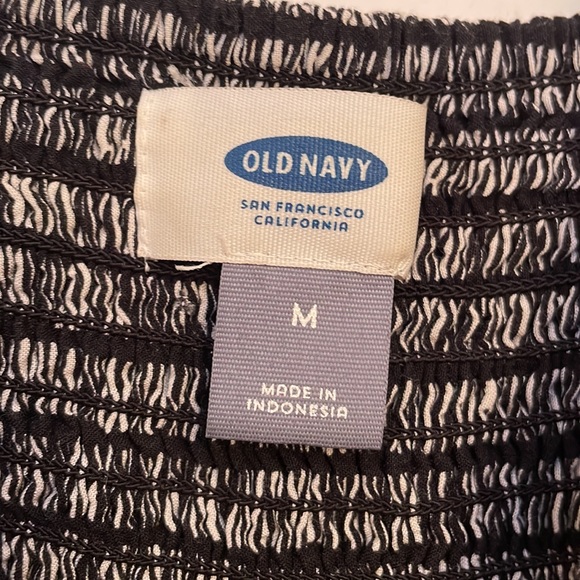 OLD NAVY
SAN FRANCISCO
CALIFORNIA
M
MADE IN
INDONESIA